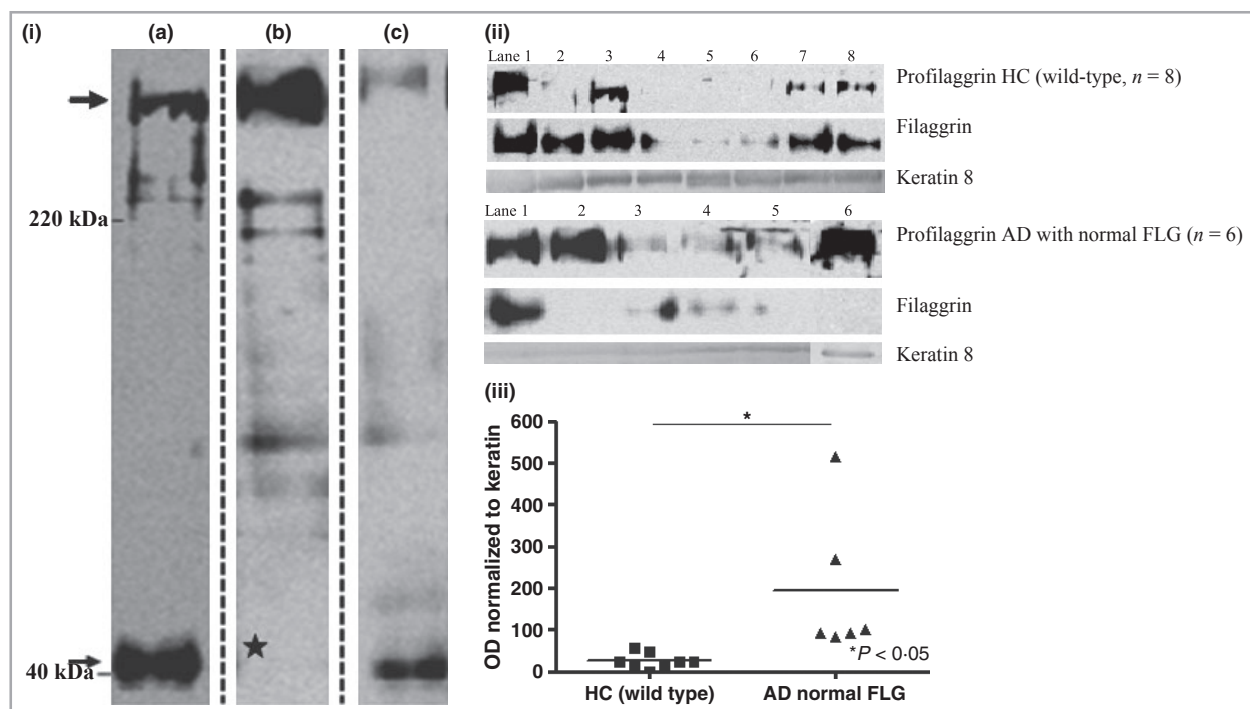 (i)
(a)
(b)
(c)
220 kDa
40 kDa
★
(ii)
Lane 1 2 3 4 5 6 7 8
Profilaggrin HC (wild-type, n = 8)
Filaggrin
Keratin 8
Lane 1 2 3 4 5 6
Profilaggrin AD with normal FLG (n = 6)
Filaggrin
Keratin 8
(iii)
*
OD normalized to keratin
600
500
400
300
200
100
0
*P < 0·05
HC (wild type)
AD normal FLG